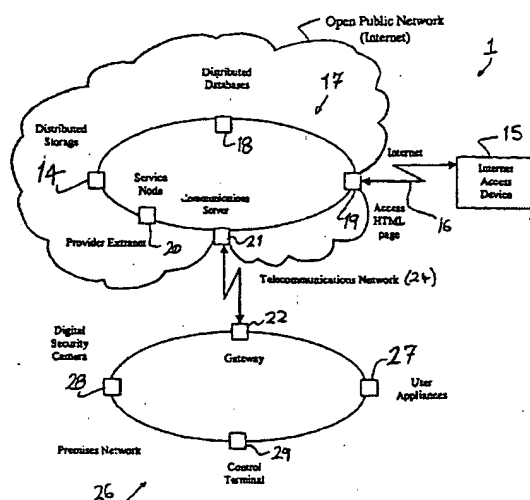 Open Public Network
(Internet)
1
Distributed
Databases
17
Distributed
Storage
18
Internet
15
Internet
Access
Device
14
Service
Node
Communications
Server
19
Access
HTML
page
16
Provider Extranet
20
21
Telecommunications Network (24)
22
Digital
Security
Camera
Gateway
27
28
User
Appliances
Premises Network
29
Control
Terminal
26